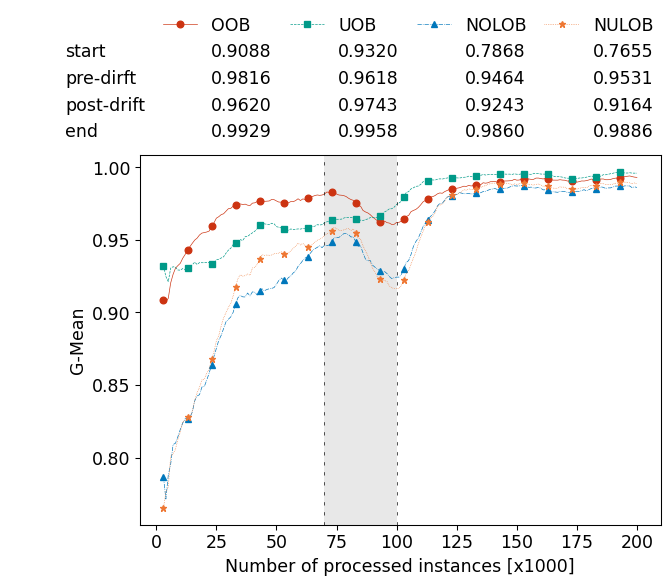 OOB UOB NOLOB NULOB
start 0.9088 0.9320 0.7868 0.7655
pre-dirft 0.9816 0.9618 0.9464 0.9531
post-drift 0.9620 0.9743 0.9243 0.9164
end 0.9929 0.9958 0.9860 0.9886
1.00
0.95
0.90
0.85
0.80
G-Mean
0 25 50 75 100 125 150 175 200
Number of processed instances [x1000]